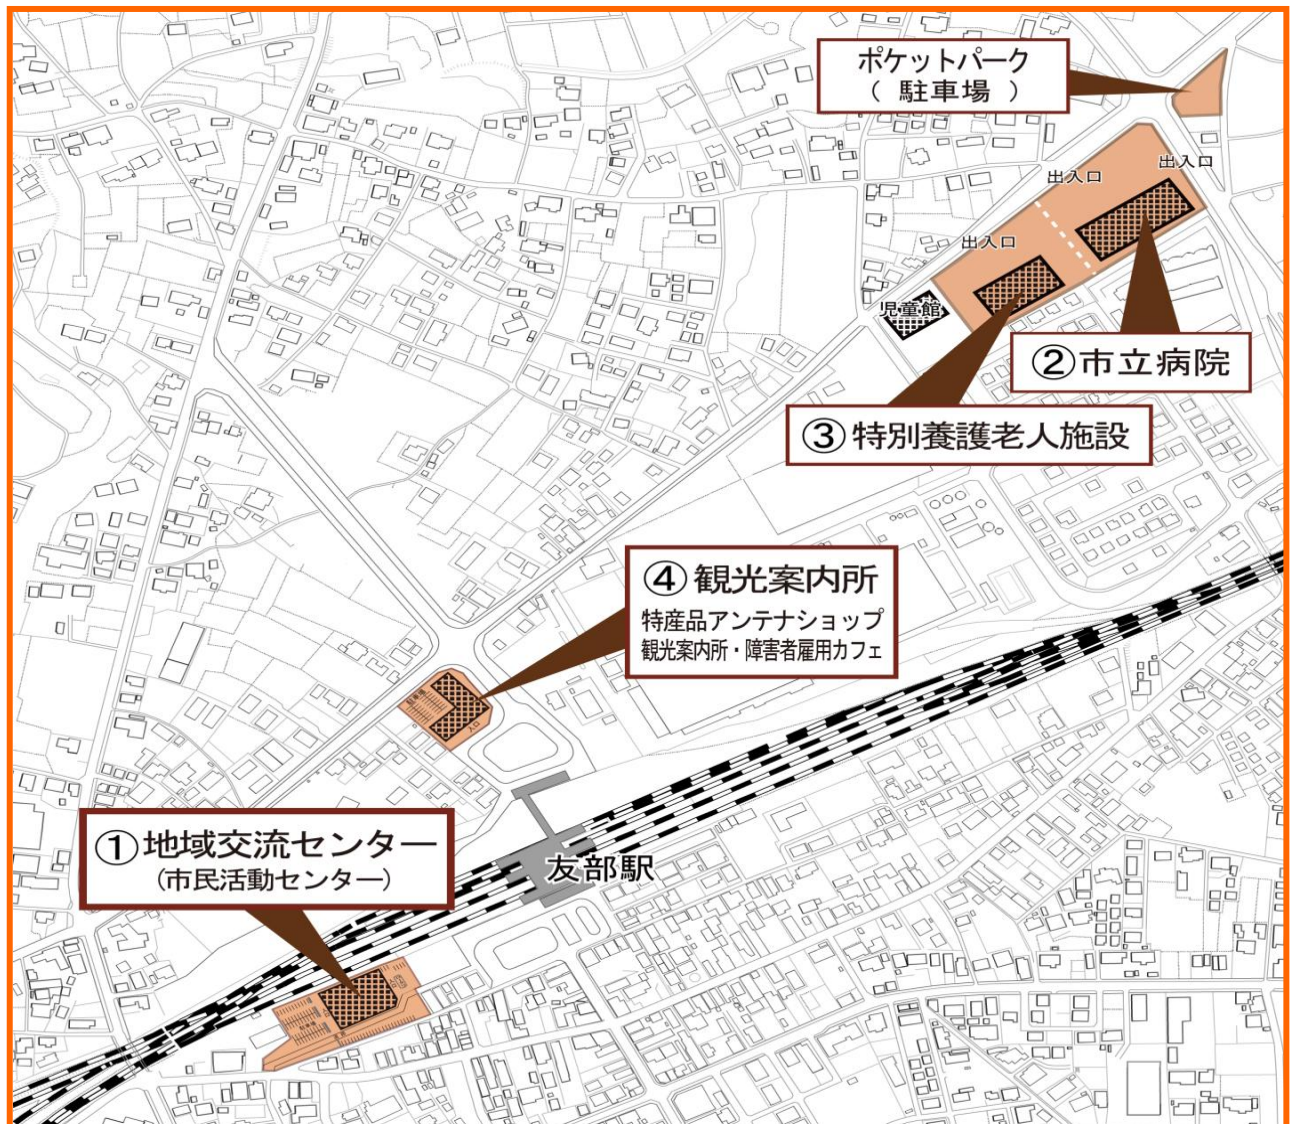 ポケットパーク
（ 駐車場 ）
出入口
出入口
出入口
児童館
②市立病院
③特別養護老人施設
④観光案内所
特産品アンテナショップ
観光案内所・障害者雇用カフェ
入口
①地域交流センター
(市民活動センター)
友部駅